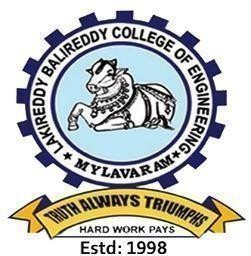 LAKIREDDY BALIREDDY COLLEGE OF ENGINEERING
★ MYLAVARAM ★
TRUTH ALWAYS TRIUMPHS
HARD WORK PAYS
Estd: 1998